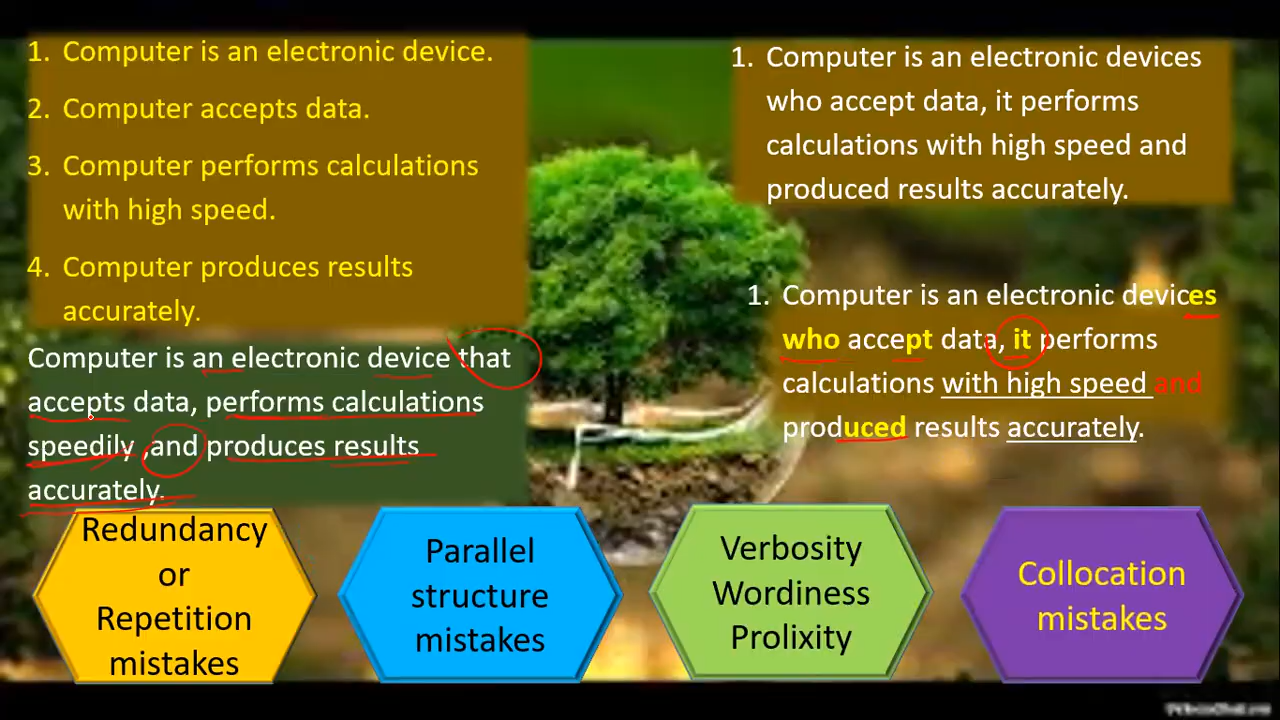 1. Computer is an electronic device.
2. Computer accepts data.
3. Computer performs calculations
with high speed.
4. Computer produces results
accurately.
Computer is an electronic device that
accepts data, performs calculations
speedily ,and produces results
accurately.
1. Computer is an electronic devices
who accept data, it performs
calculations with high speed and
produced results accurately.
1. Computer is an electronic devices
who accept data, it performs
calculations with high speed and
produced results accurately.
Redundancy
or
Repetition
mistakes
Parallel
structure
mistakes
Verbosity
Wordiness
Prolixity
Collocation
mistakes